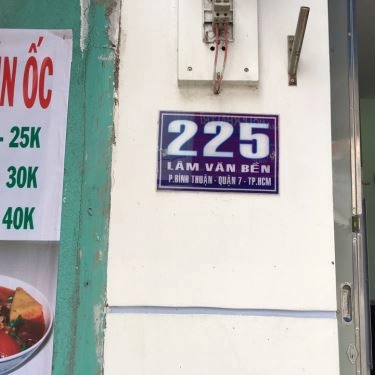 N ỐC
- 25K
30K
40K
225
LÂM VĂN BỀN
P.BÌNH THUẬN - QUẬN 7 - TP.HCM